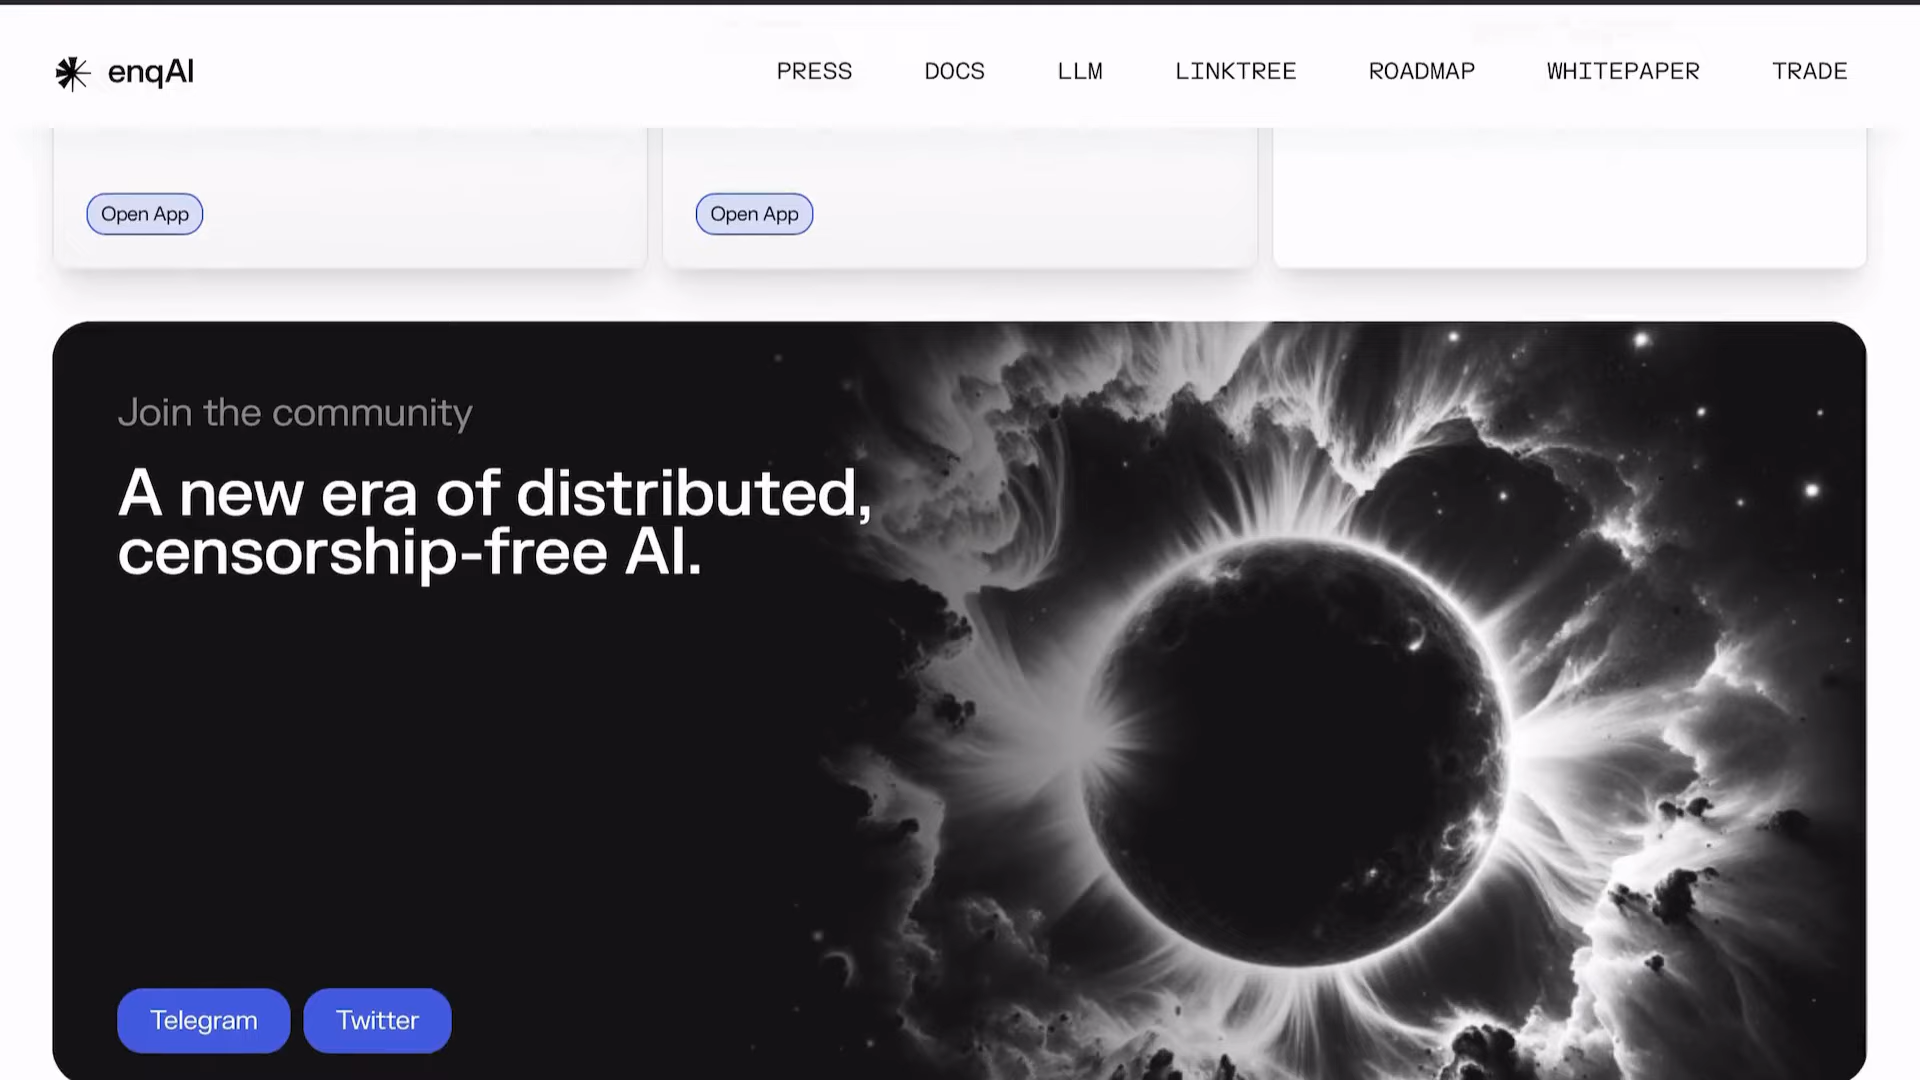 enqAI
PRESS
DOCS
LLM
LINKTREE
ROADMAP
WHITEPAPER
TRADE
Open App
Open App
Join the community
A new era of distributed,
censorship-free AI.
Telegram
Twitter